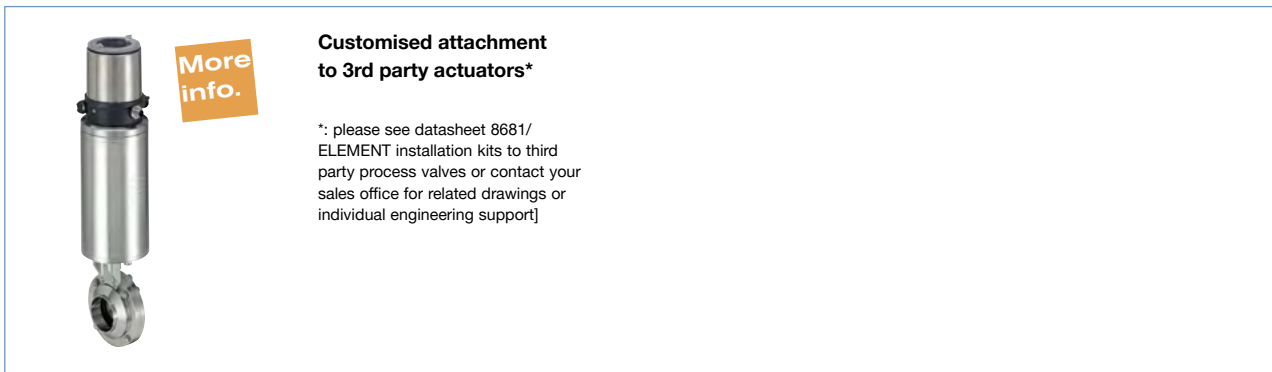 More
info.
Customised attachment
to 3rd party actuators*
*: please see datasheet 8681/
ELEMENT installation kits to third
party process valves or contact your
sales office for related drawings or
individual engineering support]